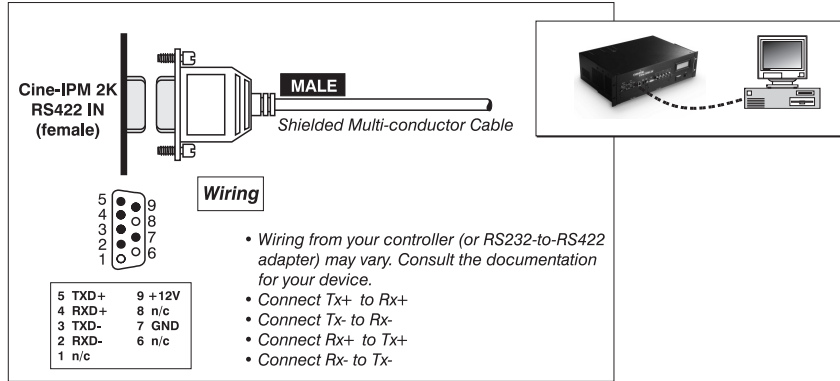 Cine-IPM 2K
RS422 IN
(female)
MALE
Shielded Multi-conductor Cable
Wiring
5
4
3
2
1
9
8
7
6
5 TXD+ 9 +12V
4 RXD+ 8 n/c
3 TXD- 7 GND
2 RXD- 6 n/c
1 n/c
• Wiring from your controller (or RS232-to-RS422
adapter) may vary. Consult the documentation
for your device.
• Connect Tx+ to Rx+
• Connect Tx- to Rx-
• Connect Rx+ to Tx+
• Connect Rx- to Tx-